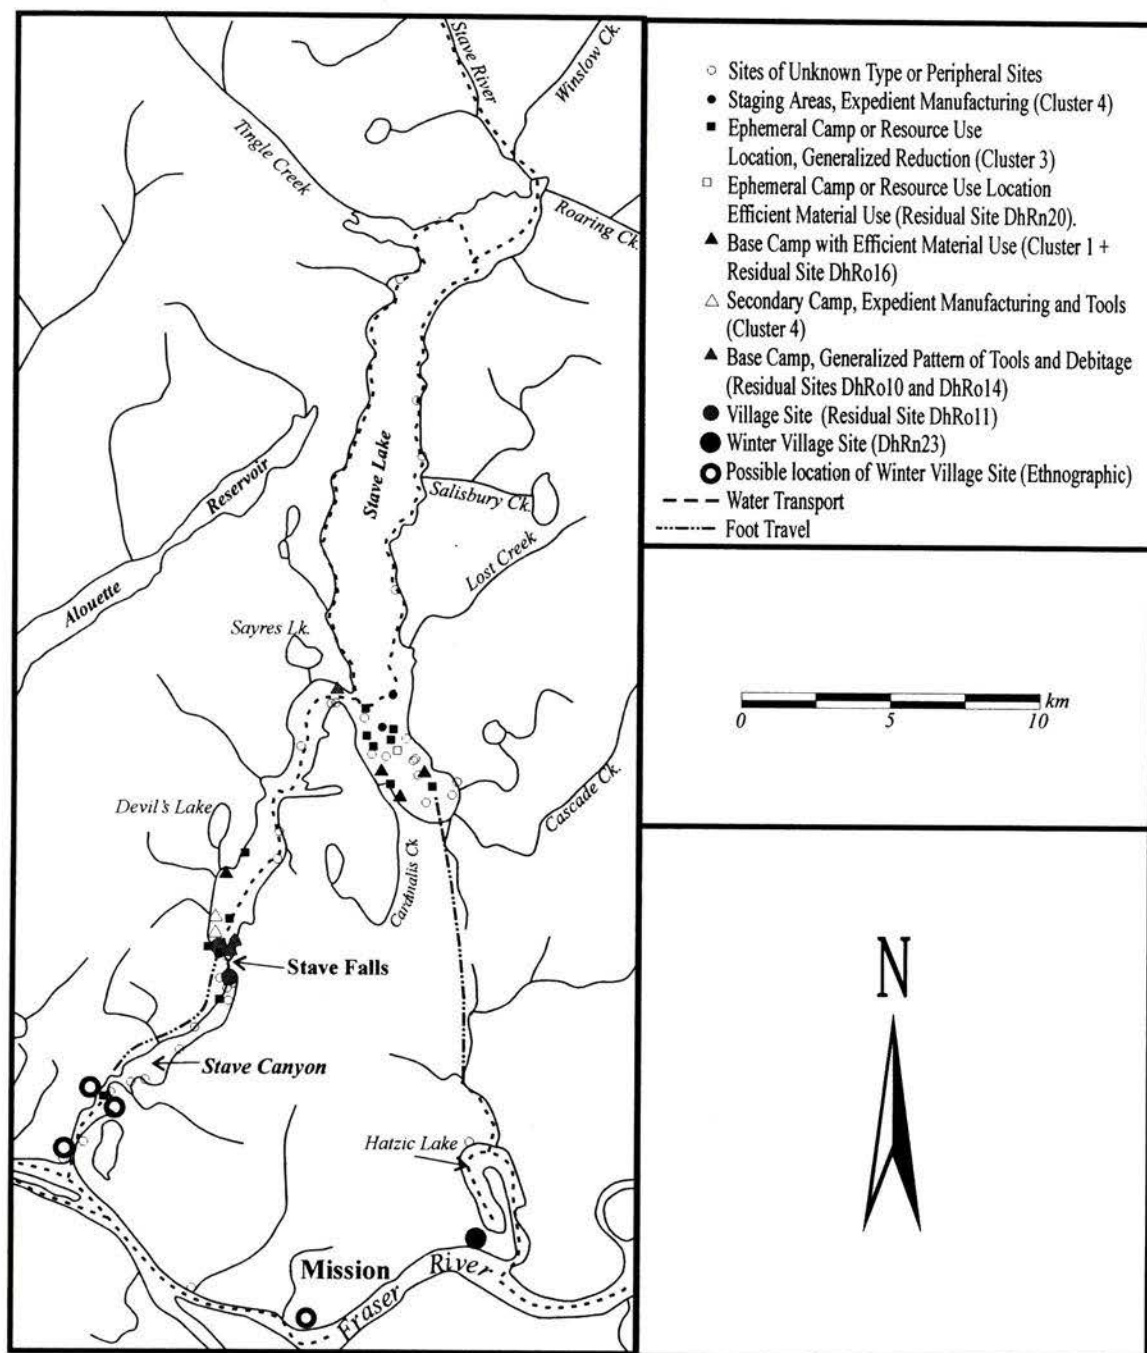 Stave River
Winslow Ck.
Tingle Creek
Roaring Ck.
Stave Lake
Reservoir
Alouette
Salisbury Ck.
Lost Creek
Sayres Lk.
Devil's Lake
Cascade Ck.
Cardinalis Ck
Stave Falls
Stave Canyon
Hatzic Lake
Mission
Fraser River
Sites of Unknown Type or Peripheral Sites
Staging Areas, Expedient Manufacturing (Cluster 4)
Ephemeral Camp or Resource Use
Location, Generalized Reduction (Cluster 3)
Ephemeral Camp or Resource Use Location
Efficient Material Use (Residual Site DhRn20).
Base Camp with Efficient Material Use (Cluster 1 +
Residual Site DhRo16)
Secondary Camp, Expedient Manufacturing and Tools
(Cluster 4)
Base Camp, Generalized Pattern of Tools and Debitage
(Residual Sites DhRo10 and DhRo14)
Village Site (Residual Site DhRo11)
Winter Village Site (DhRn23)
Possible location of Winter Village Site (Ethnographic)
Water Transport
Foot Travel
km
0 5 10
N